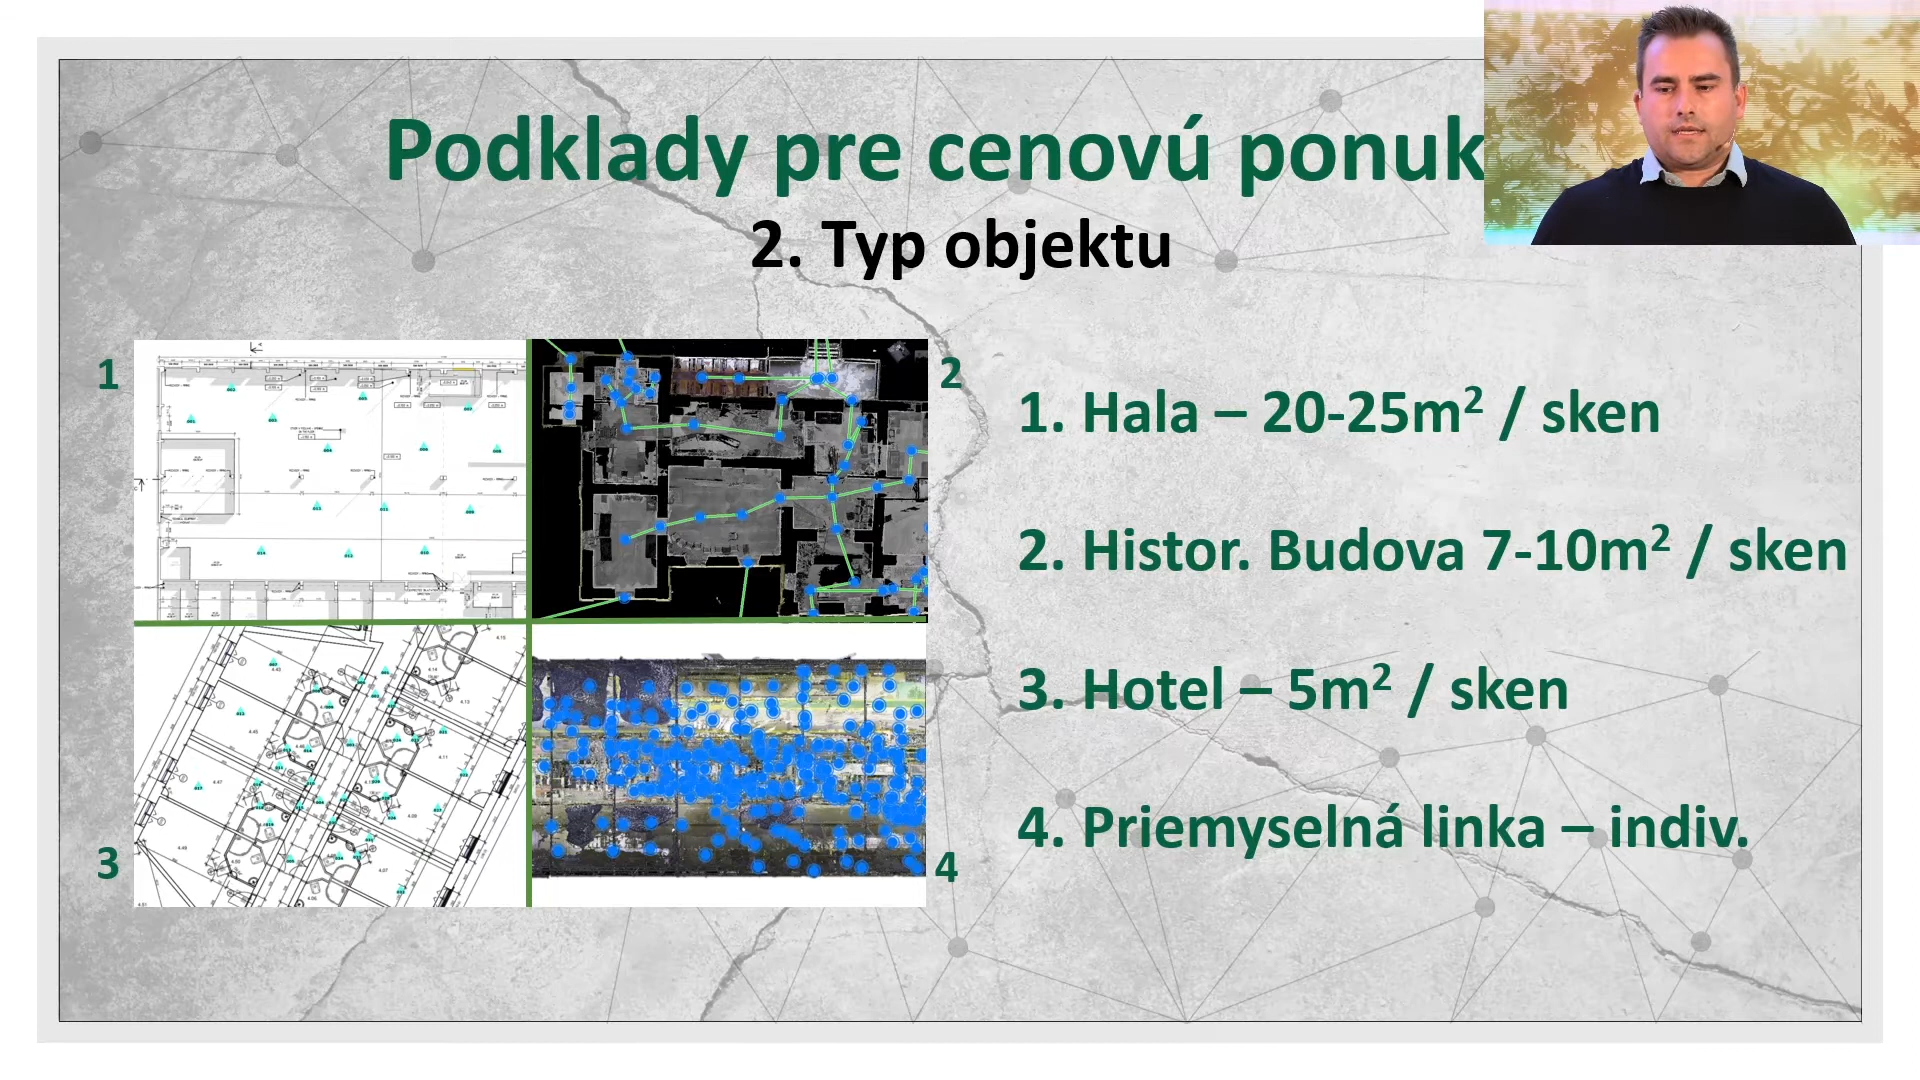 Podklady pre cenovú ponuk
2. Typ objektu
1
2
3
4
1. Hala – 20-25m² / sken
2. Histor. Budova 7-10m² / sken
3. Hotel – 5m² / sken
4. Priemyselná linka – indiv.